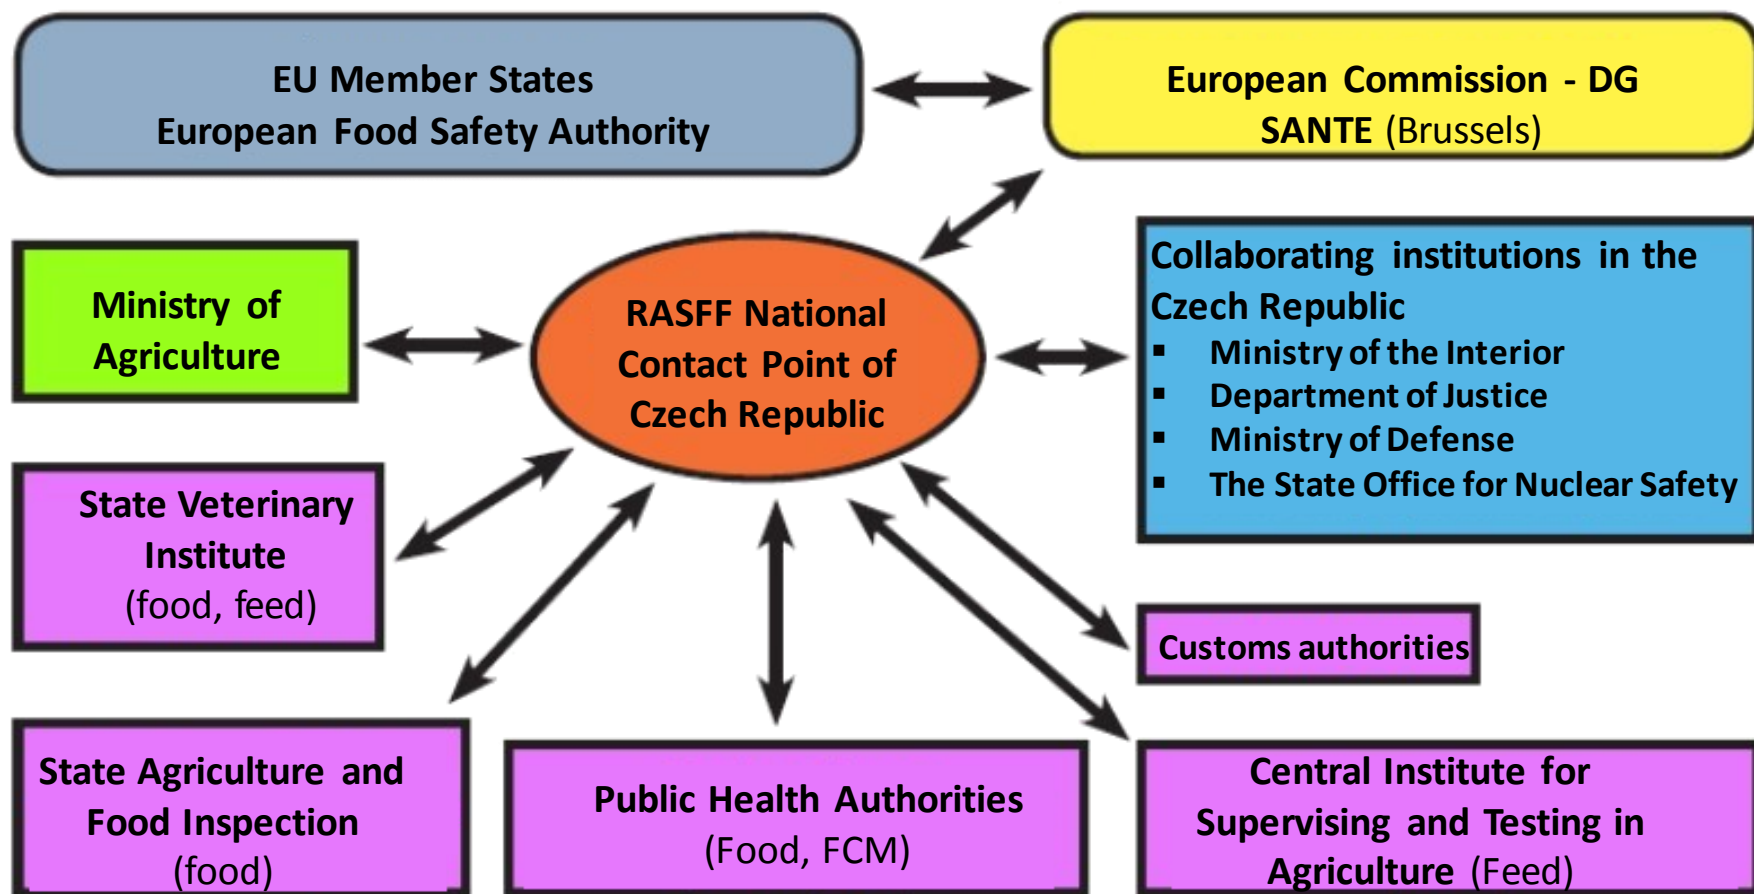 EU Member States
European Food Safety Authority
European Commission - DG
SANTE (Brussels)
Ministry of
Agriculture
RASFF National
Contact Point of
Czech Republic
Collaborating institutions in the
Czech Republic
▪ Ministry of the Interior
▪ Department of Justice
▪ Ministry of Defense
▪ The State Office for Nuclear Safety
State Veterinary
Institute
(food, feed)
Customs authorities
State Agriculture and
Food Inspection
(food)
Public Health Authorities
(Food, FCM)
Central Institute for
Supervising and Testing in
Agriculture (Feed)